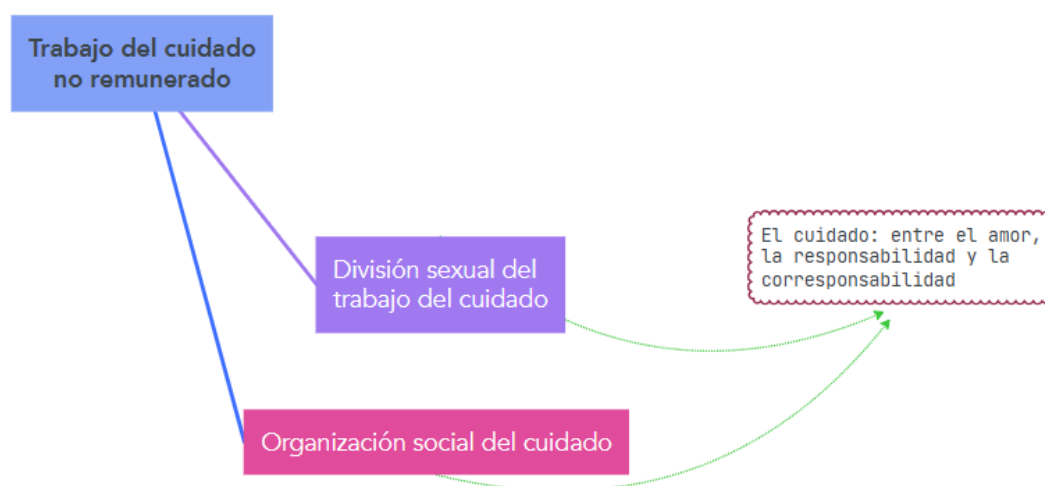 Trabajo del cuidado
no remunerado
El cuidado: entre el amor,
la responsabilidad y la
corresponsabilidad
División sexual del
trabajo del cuidado
Organización social del cuidado